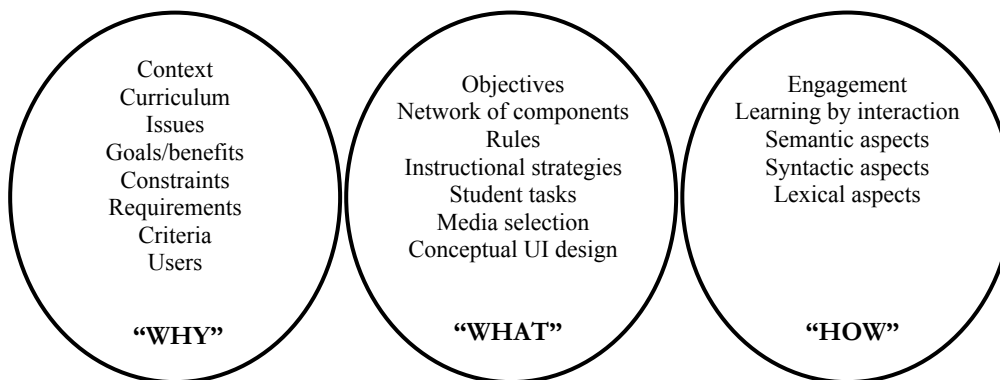 Context
Curriculum
Issues
Goals/benefits
Constraints
Requirements
Criteria
Users
“WHY”
Objectives
Network of components
Rules
Instructional strategies
Student tasks
Media selection
Conceptual UI design
“WHAT”
Engagement
Learning by interaction
Semantic aspects
Syntactic aspects
Lexical aspects
“HOW”